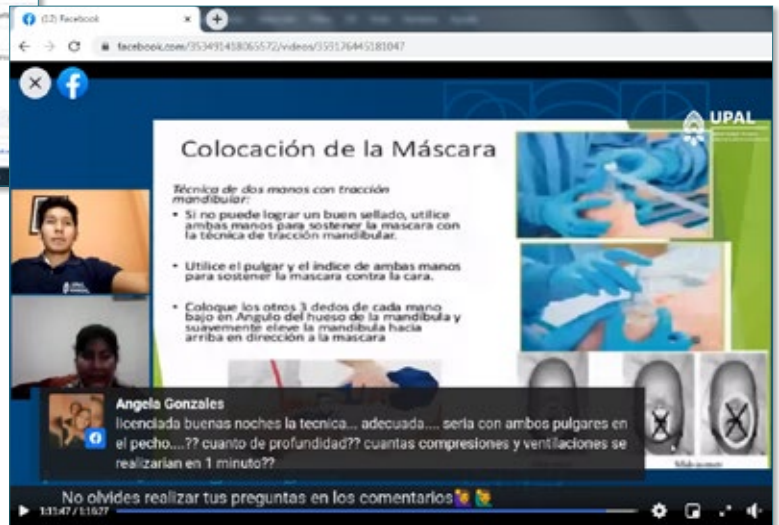 (12) Facebook
facebook.com/353491418065572/videos/353176445181047
UPAL
Colocación de la Máscara
Técnica de dos manos con tracción
mandibular:
• Si no puede lograr un buen sellado, utilice
ambas manos para sostener la mascara con
la técnica de tracción mandibular.
• Utilice el pulgar y el índice de ambas manos
para sostener la mascara contra la cara.
• Coloque los otros 3 dedos de cada mano
bajo en Angulo del hueso de la mandíbula y
suavemente eleve la mandíbula hacia
arriba en dirección a la mascara
Angela Gonzales
licenciada buenas noches la tecnica... adecuada.... seria con ambos pulgares en
el pecho....?? cuanto de profundidad?? cuantas compresiones y ventilaciones se
realizarian en 1 minuto??
No olvides realizar tus preguntas en los comentarios